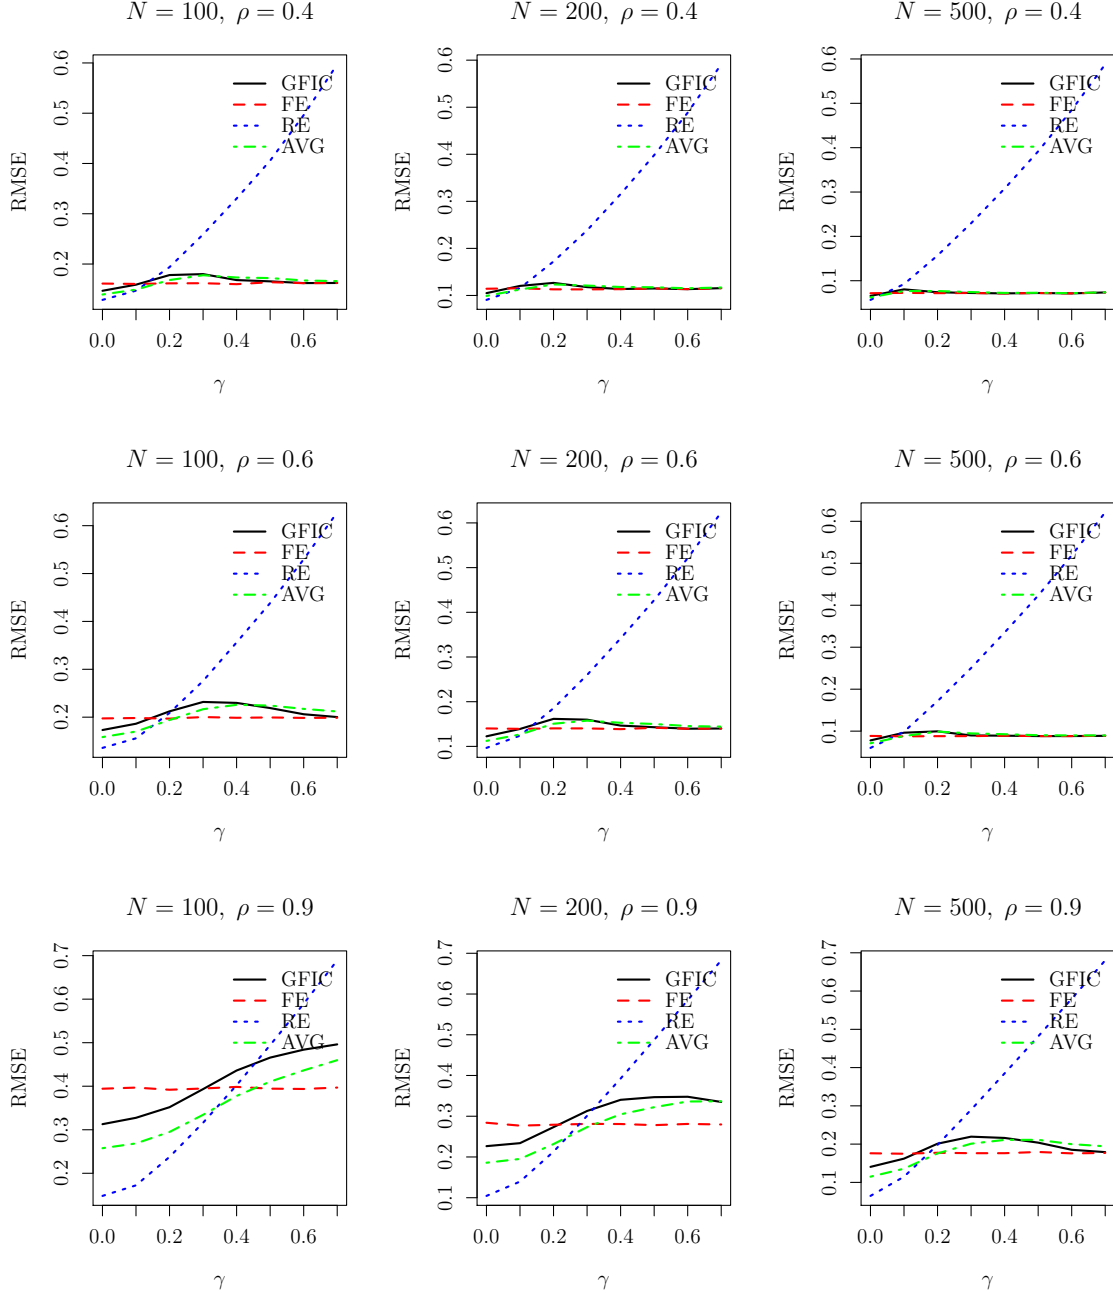 N = 100, ρ = 0.4
N = 200, ρ = 0.4
N = 500, ρ = 0.4
RMSE
0.2 0.3 0.4 0.5 0.6
GFIC
FE
RE
AVG
0.0 0.2 0.4 0.6
γ
RMSE
0.1 0.2 0.3 0.4 0.5 0.6
GFIC
FE
RE
AVG
0.0 0.2 0.4 0.6
γ
RMSE
0.1 0.2 0.3 0.4 0.5 0.6
GFIC
FE
RE
AVG
0.0 0.2 0.4 0.6
γ
N = 100, ρ = 0.6
N = 200, ρ = 0.6
N = 500, ρ = 0.6
RMSE
0.2 0.3 0.4 0.5 0.6
GFIC
FE
RE
AVG
0.0 0.2 0.4 0.6
γ
RMSE
0.1 0.2 0.3 0.4 0.5 0.6
GFIC
FE
RE
AVG
0.0 0.2 0.4 0.6
γ
RMSE
0.1 0.2 0.3 0.4 0.5 0.6
GFIC
FE
RE
AVG
0.0 0.2 0.4 0.6
γ
N = 100, ρ = 0.9
N = 200, ρ = 0.9
N = 500, ρ = 0.9
RMSE
0.2 0.3 0.4 0.5 0.6 0.7
GFIC
FE
RE
AVG
0.0 0.2 0.4 0.6
γ
RMSE
0.1 0.2 0.3 0.4 0.5 0.6 0.7
GFIC
FE
RE
AVG
0.0 0.2 0.4 0.6
γ
RMSE
0.1 0.2 0.3 0.4 0.5 0.6 0.7
GFIC
FE
RE
AVG
0.0 0.2 0.4 0.6
γ